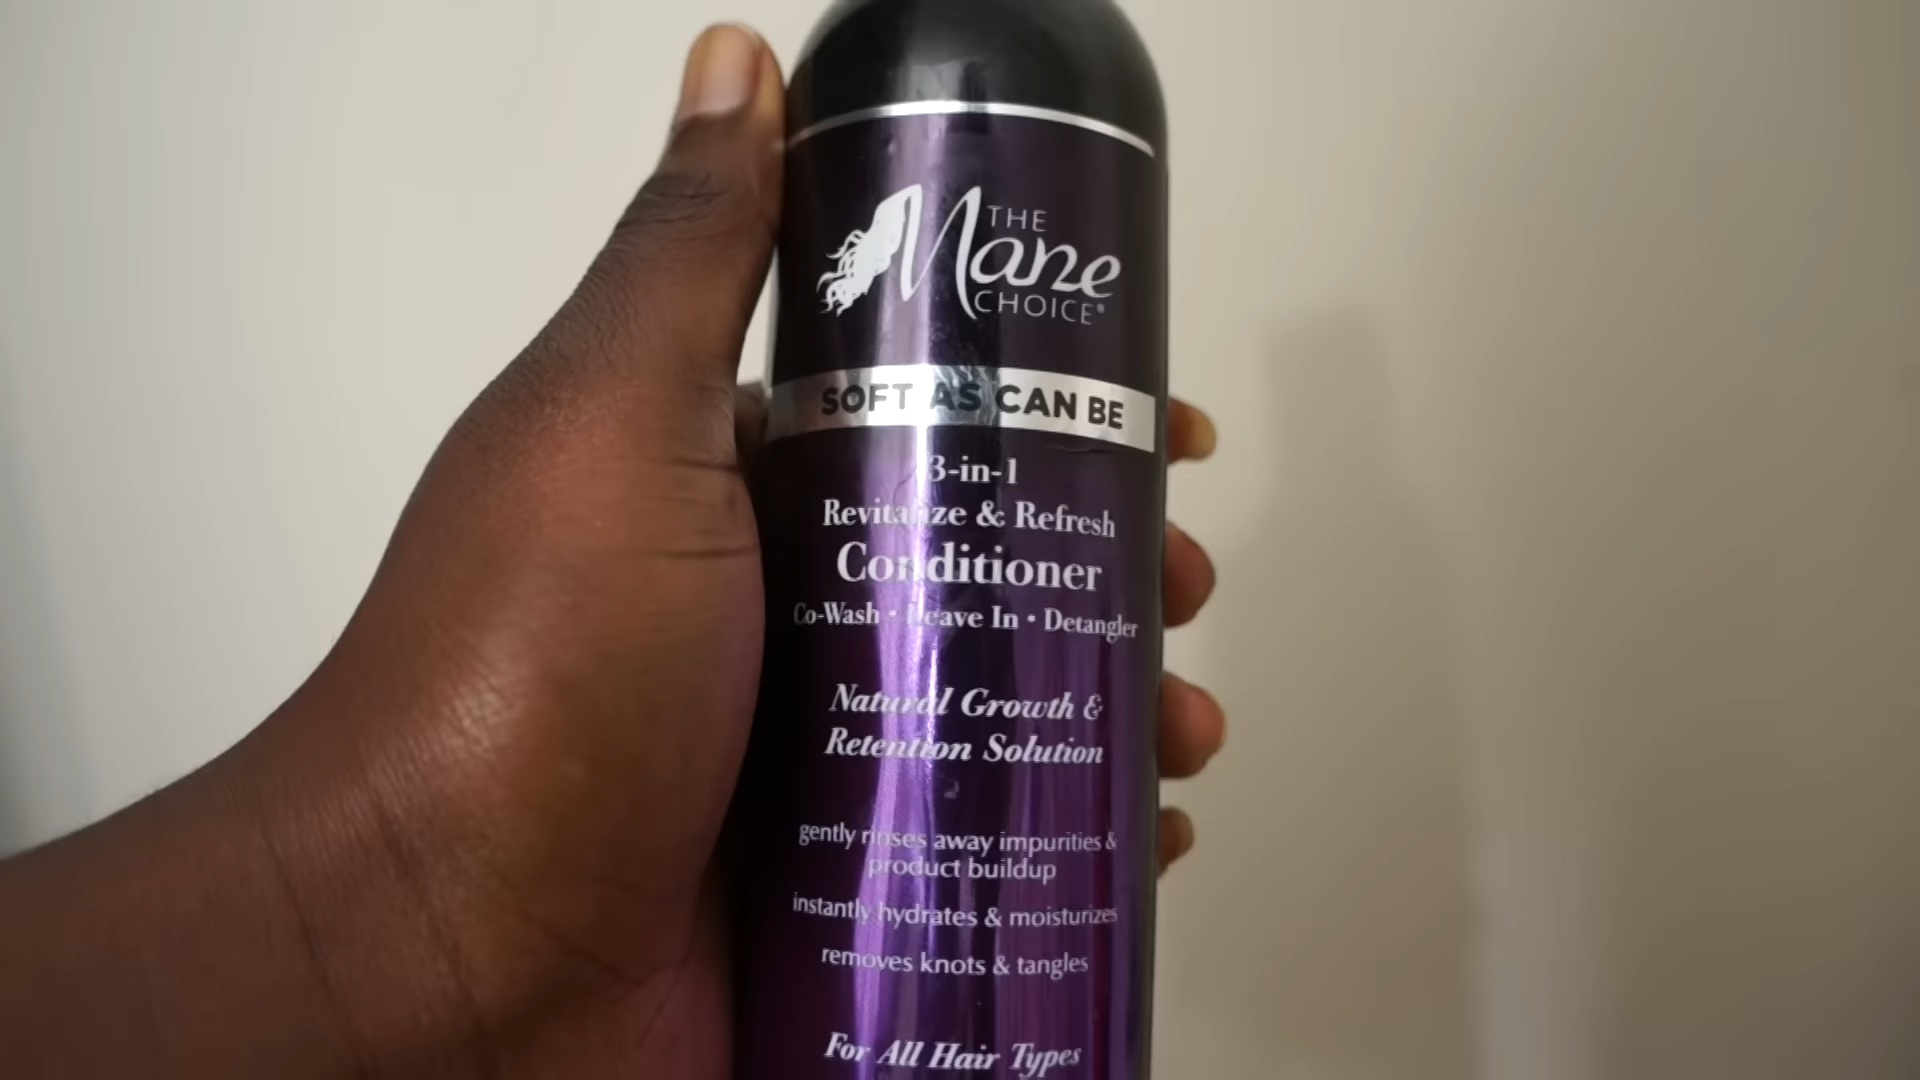 THE
Mane
CHOICE®
SOFT AS CAN BE
3-in-1
Revitalize & Refresh
Conditioner
Co-Wash • Leave In • Detangler
Natural Growth &
Retention Solution
gently rinses away impurities &
product buildup
instantly hydrates & moisturizes
removes knots & tangles
For All Hair Types